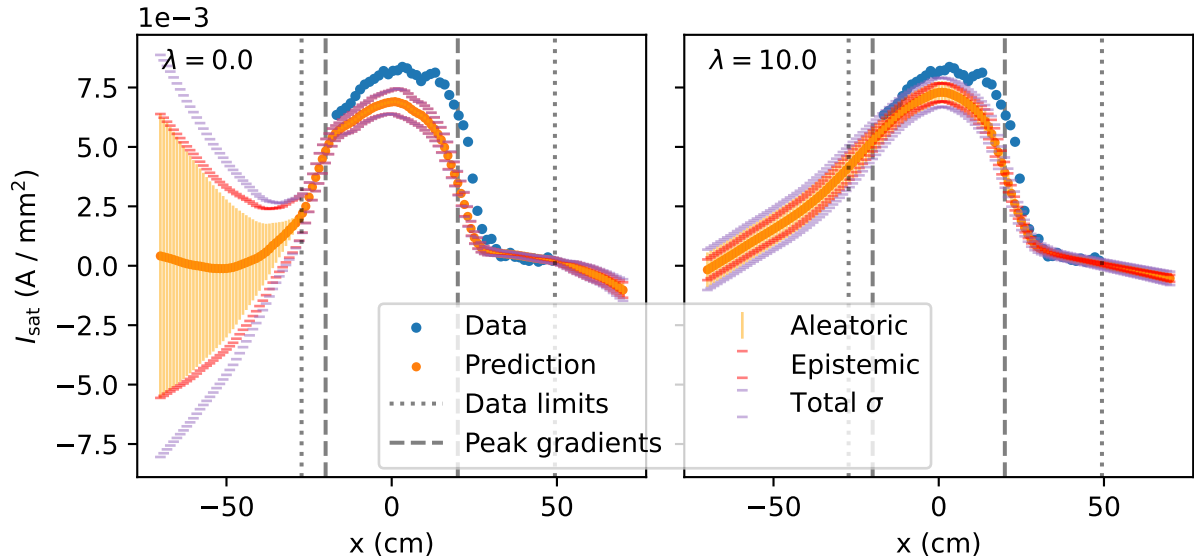 1e−3
λ = 0.0
λ = 10.0
7.5
5.0
2.5
0.0
−2.5
−5.0
−7.5
I_sat (A / mm²)
Data
Prediction
Data limits
Peak gradients
Aleatoric
Epistemic
Total σ
−50
0
50
−50
0
50
x (cm)
x (cm)